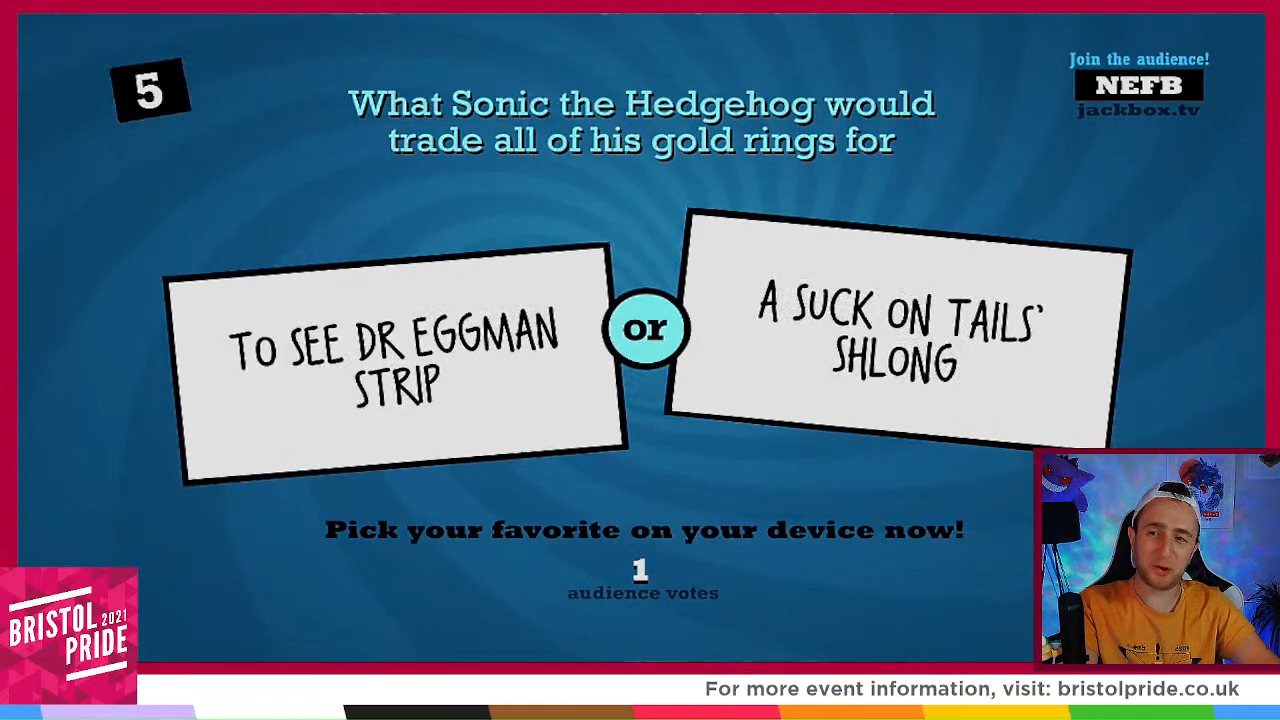 5
What Sonic the Hedgehog would
trade all of his gold rings for
Join the audience!
NEFB
jackbox.tv
TO SEE DR EGGMAN
STRIP
or
A SUCK ON TAILS'
SHLONG
Pick your favorite on your device now!
1
audience votes
BRISTOL 2021
PRIDE
For more event information, visit: bristolpride.co.uk